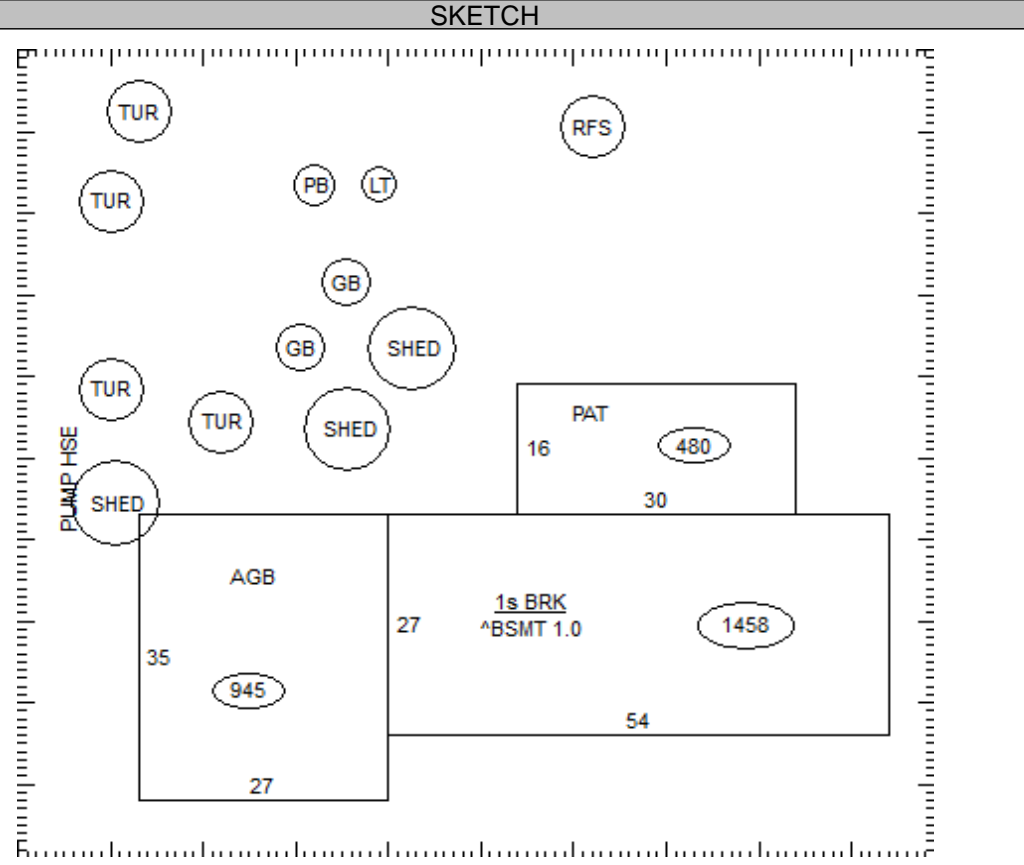 SKETCH
TUR
RFS
TUR
PB
LT
GB
GB
SHED
TUR
TUR
SHED
PAT
16
480
30
PUMP HSE
SHED
AGB
35
945
27
1s BRK
27
^BSMT 1.0
1458
54